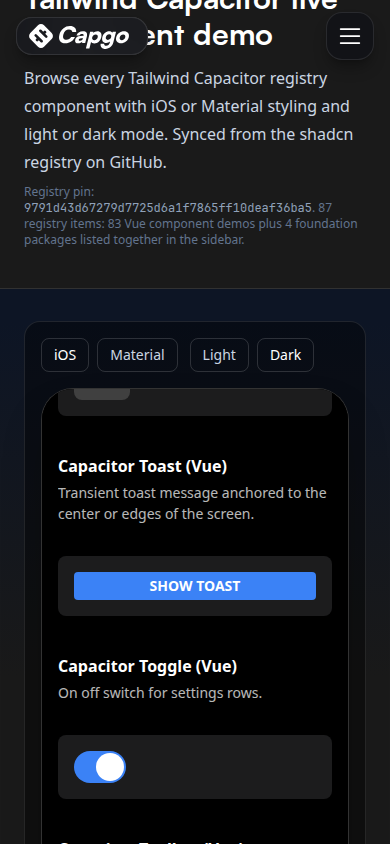 Tailwind Capacitor live
Capgo
ent demo
Browse every Tailwind Capacitor registry
component with iOS or Material styling and
light or dark mode. Synced from the shadcn
registry on GitHub.
Registry pin:
9791d43d67279d7725d6a1f7865ff10deaf36ba5. 87
registry items: 83 Vue component demos plus 4 foundation
packages listed together in the sidebar.
iOS
Material
Light
Dark
Capacitor Toast (Vue)
Transient toast message anchored to the
center or edges of the screen.
SHOW TOAST
Capacitor Toggle (Vue)
On off switch for settings rows.